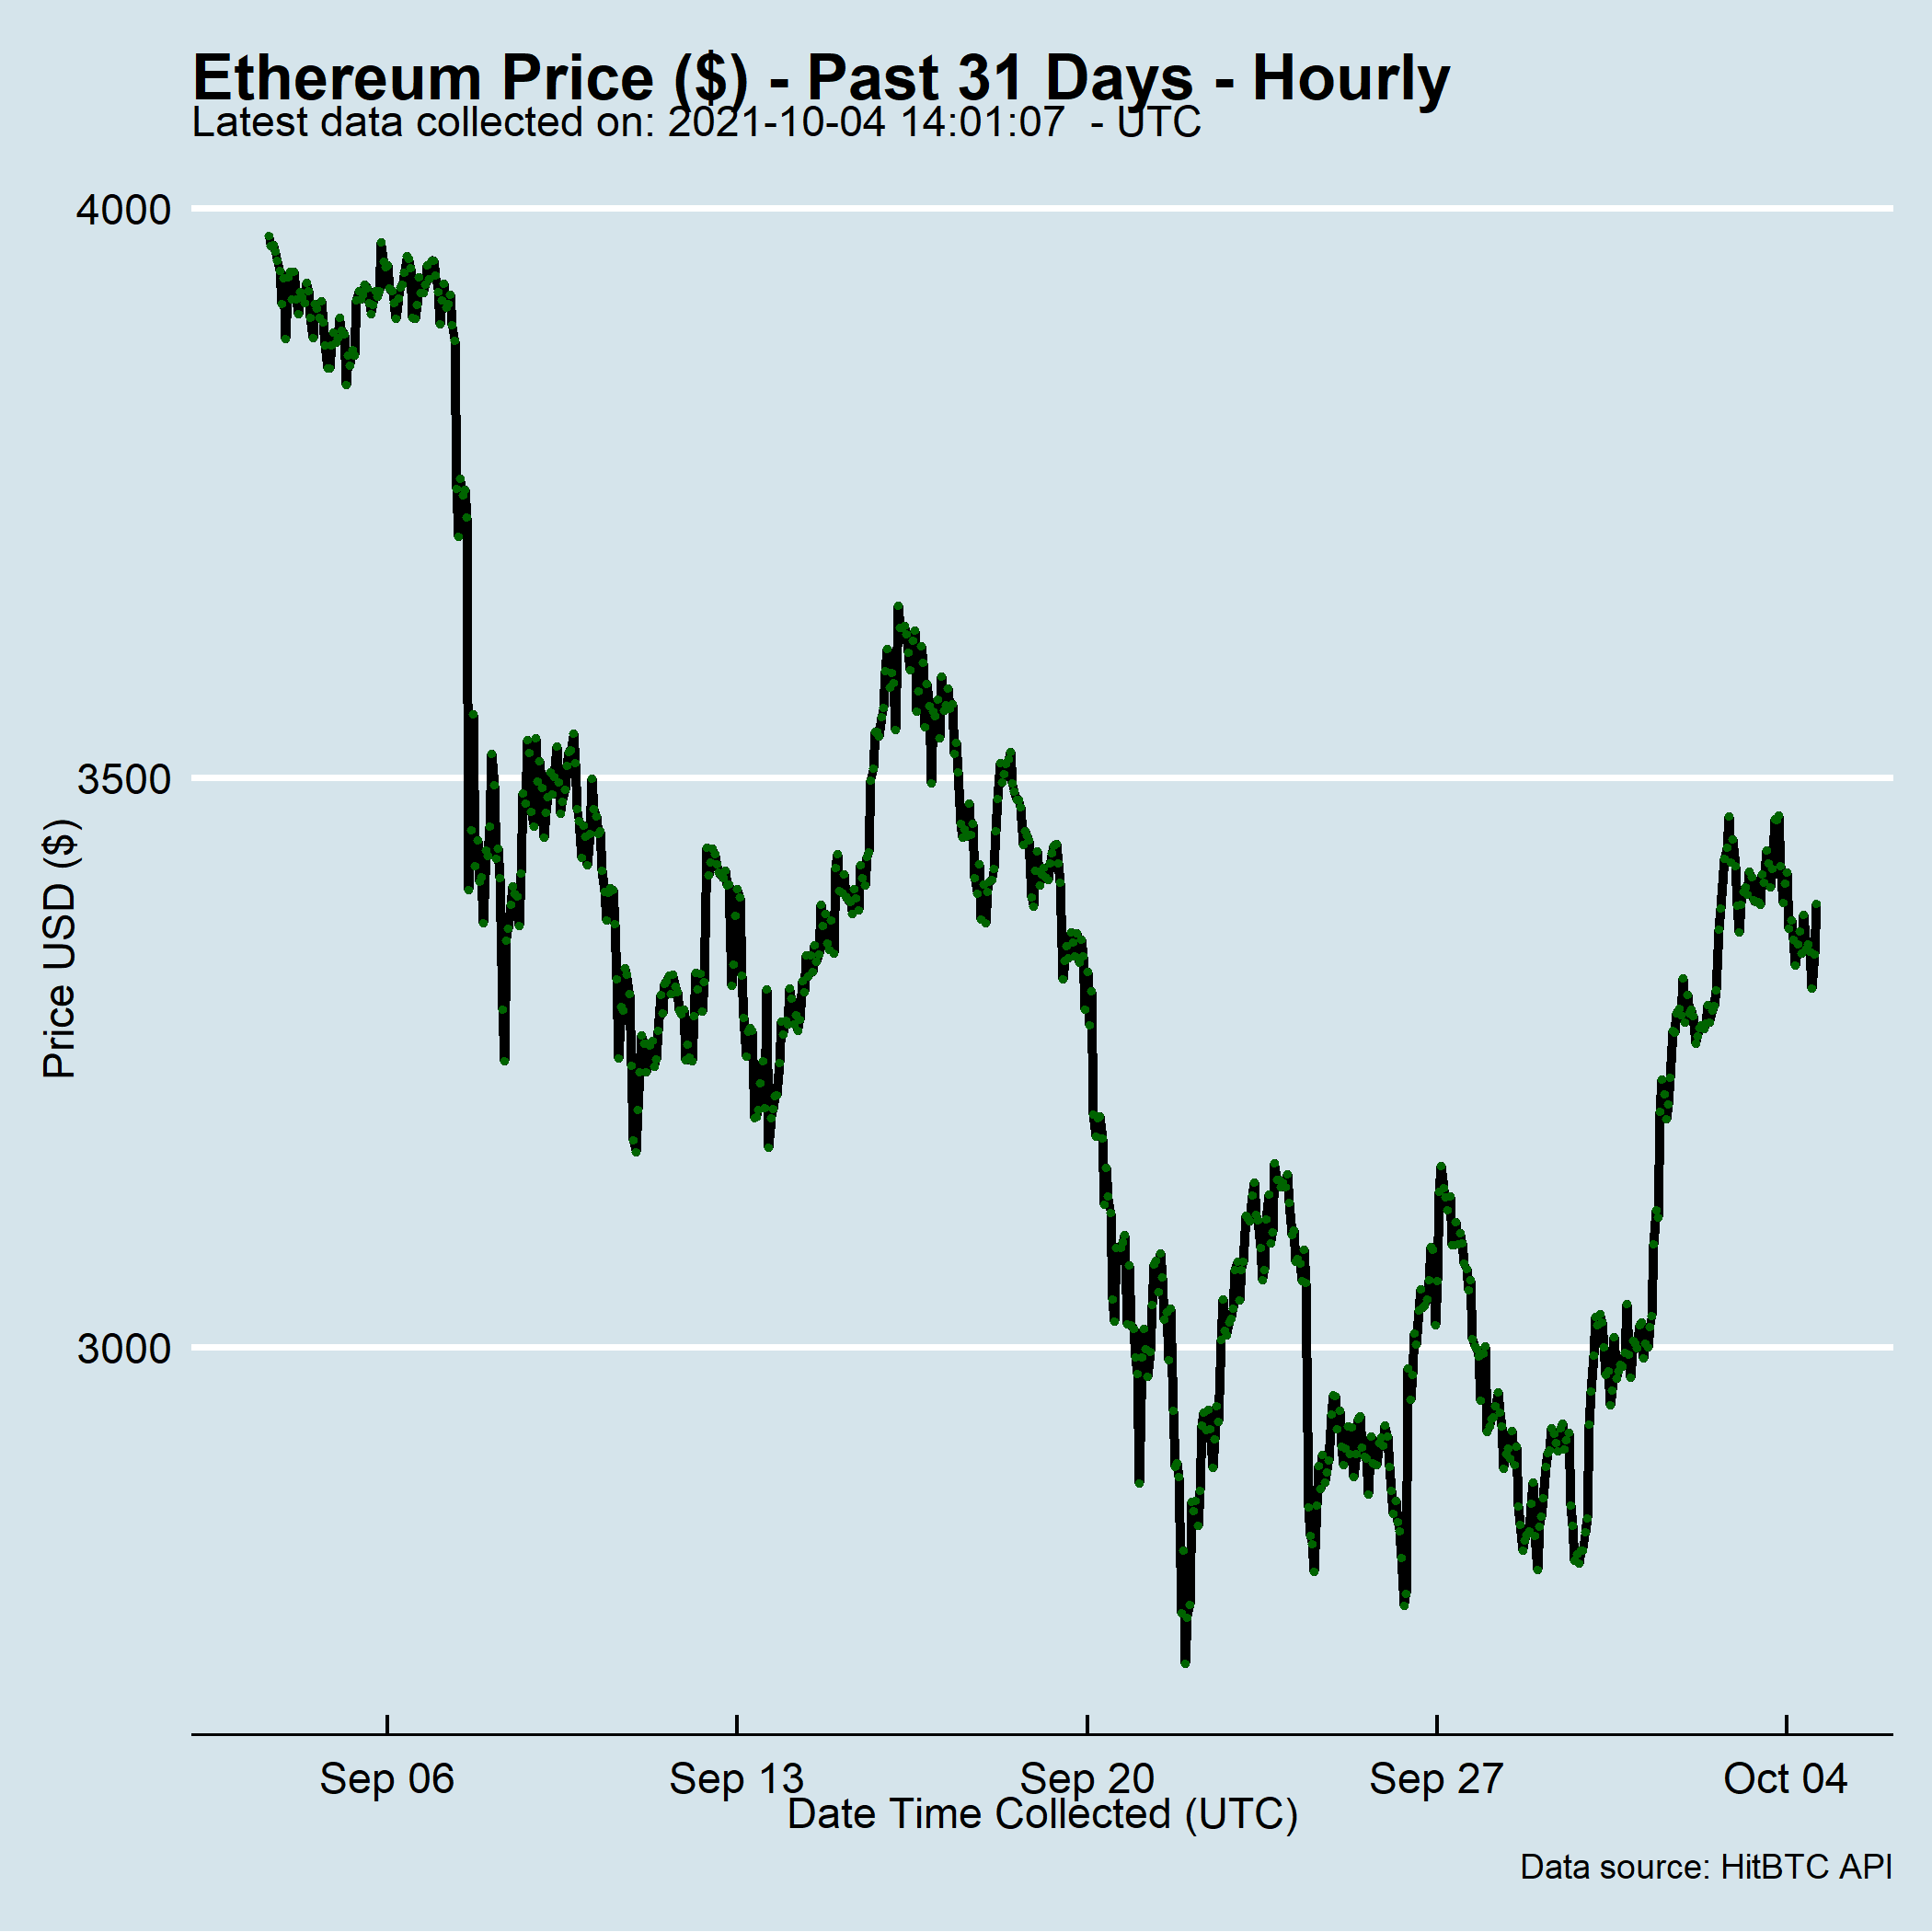 Ethereum Price ($) - Past 31 Days - Hourly
Latest data collected on: 2021-10-04 14:01:07  - UTC
4000
3500
3000
Price USD ($)
Sep 06
Sep 13
Sep 20
Sep 27
Oct 04
Date Time Collected (UTC)
Data source: HitBTC API